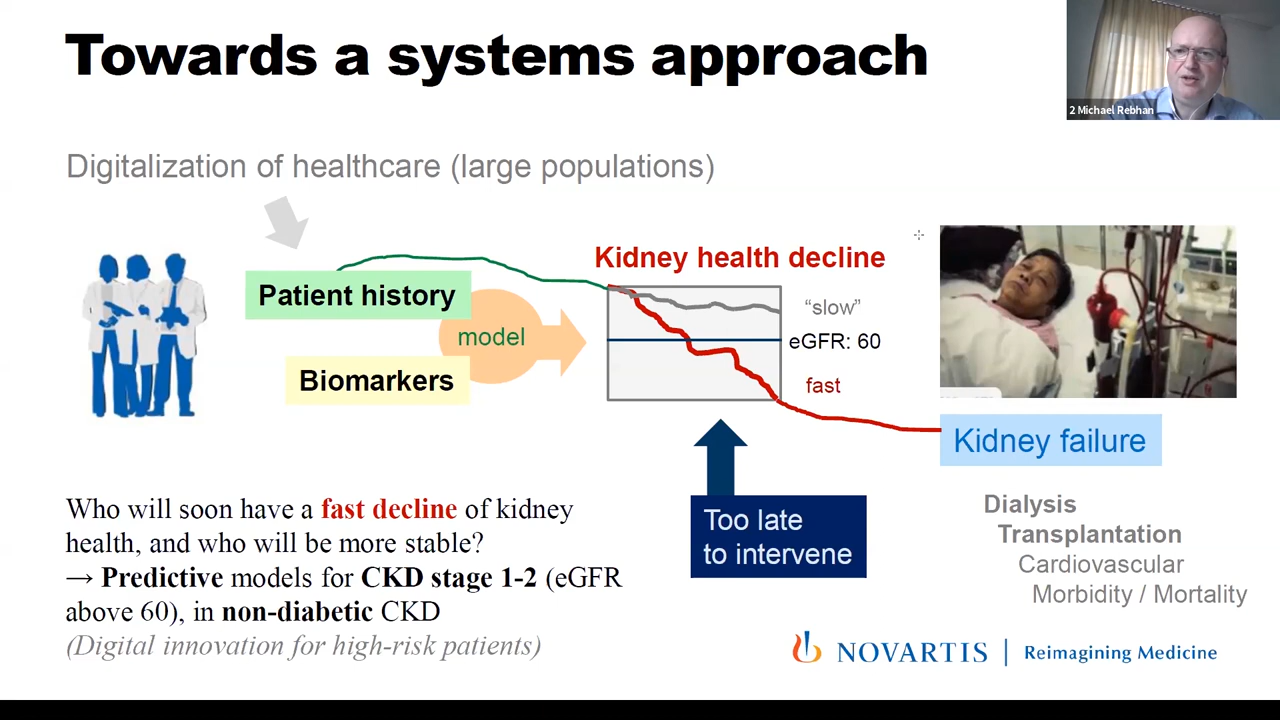 Towards a systems approach
2 Michael Rebhan
Digitalization of healthcare (large populations)
Patient history
model
Biomarkers
Kidney health decline
“slow”
eGFR: 60
fast
Kidney failure
Too late
to intervene
Who will soon have a fast decline of kidney
health, and who will be more stable?
→ Predictive models for CKD stage 1-2 (eGFR
above 60), in non-diabetic CKD
(Digital innovation for high-risk patients)
Dialysis
Transplantation
Cardiovascular
Morbidity / Mortality
NOVARTIS | Reimagining Medicine